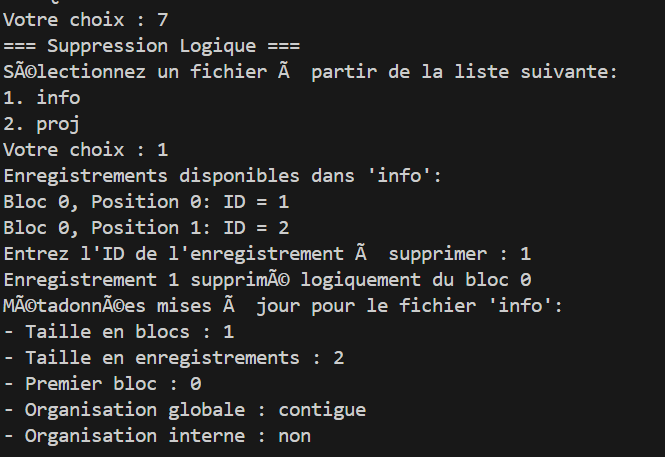 Votre choix : 7
=== Suppression Logique ===
SÃ©lectionnez un fichier Ã  partir de la liste suivante:
1. info
2. proj
Votre choix : 1
Enregistrements disponibles dans 'info':
Bloc 0, Position 0: ID = 1
Bloc 0, Position 1: ID = 2
Entrez l'ID de l'enregistrement Ã  supprimer : 1
Enregistrement 1 supprimÃ© logiquement du bloc 0
MÃ©tadonnÃ©es mises Ã  jour pour le fichier 'info':
- Taille en blocs : 1
- Taille en enregistrements : 2
- Premier bloc : 0
- Organisation globale : contigue
- Organisation interne : non